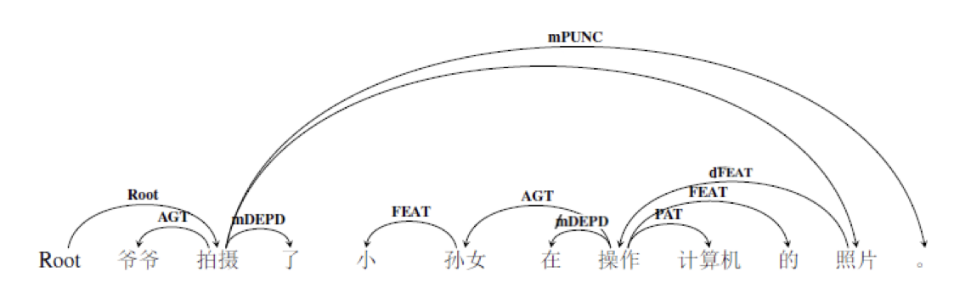 mPUNC
dFEAT
Root FEAT AGT FEAT
AGT mDEPD mDEPD PAT
Root 爷爷 拍摄 了 小 孙女 在 操作 计算机 的 照片 。